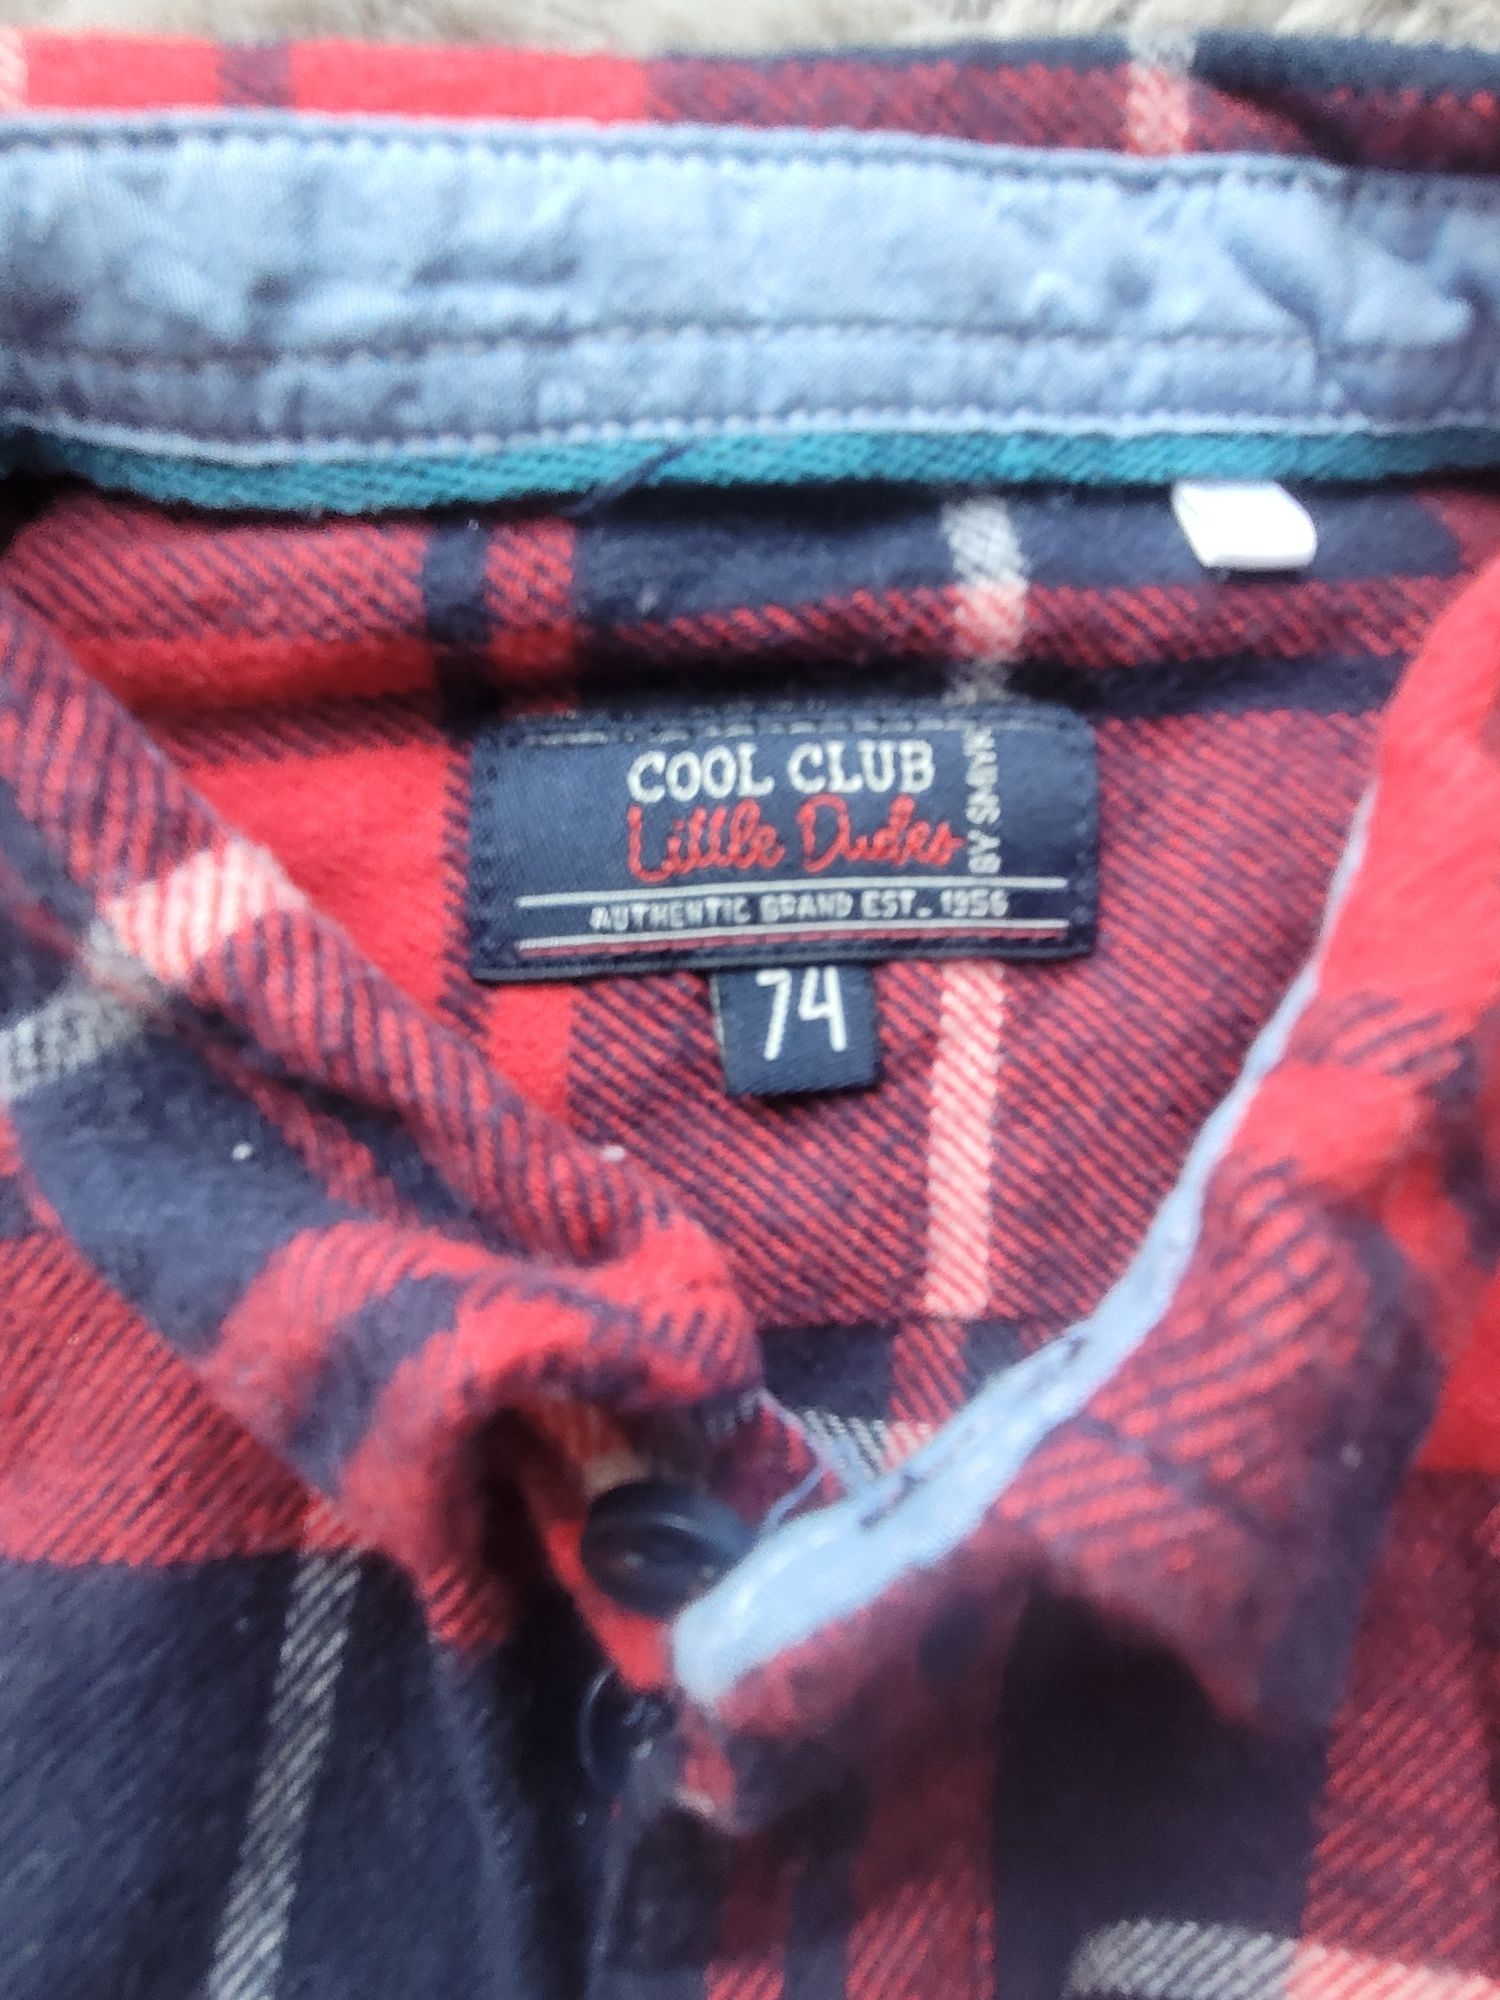 COOL CLUB
Little Dudes
BY SMYK
AUTHENTIC BRAND EST. 1956
74